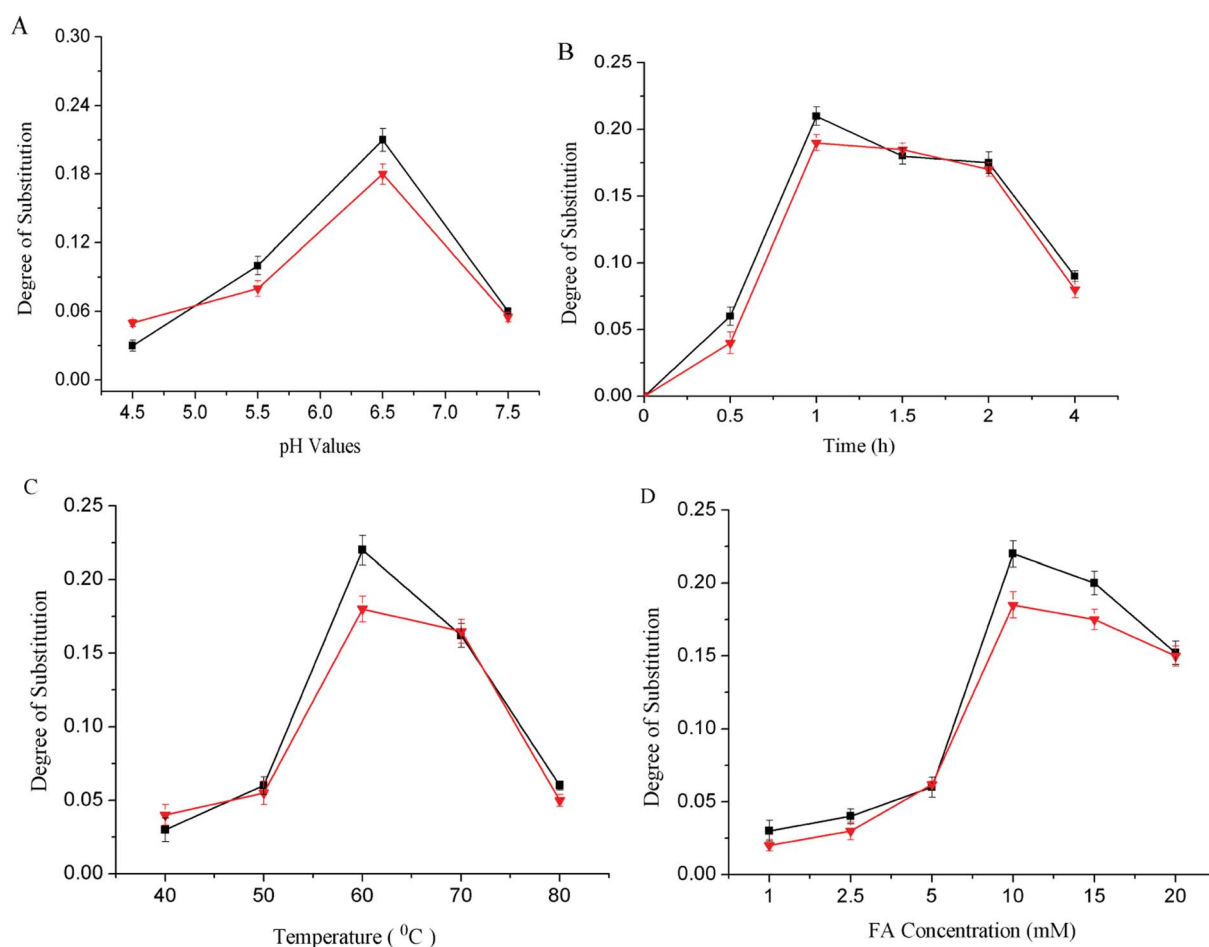 A
0.30
0.24
0.18
0.12
0.06
0.00
Degree of Substitution
4.5 5.0 5.5 6.0 6.5 7.0 7.5
pH Values
B
0.25
0.20
0.15
0.10
0.05
0.00
Degree of Substitution
0 0.5 1 1.5 2 4
Time (h)
C
0.25
0.20
0.15
0.10
0.05
0.00
Degree of Substitution
40 50 60 70 80
Temperature ( ⁰C )
D
0.25
0.20
0.15
0.10
0.05
0.00
Degree of Substitution
1 2.5 5 10 15 20
FA Concentration (mM)